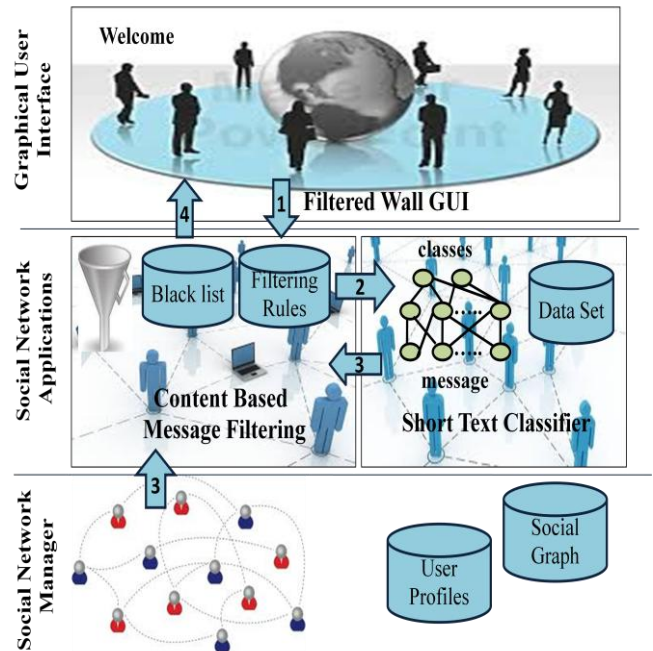 Graphical User
Interface
Welcome
4
1
Filtered Wall GUI
Social Network
Applications
Black list
Filtering
Rules
2
3
Content Based
Message Filtering
classes
.....
.....
message
Data Set
Short Text Classifier
Social Network
Manager
3
User
Profiles
Social
Graph